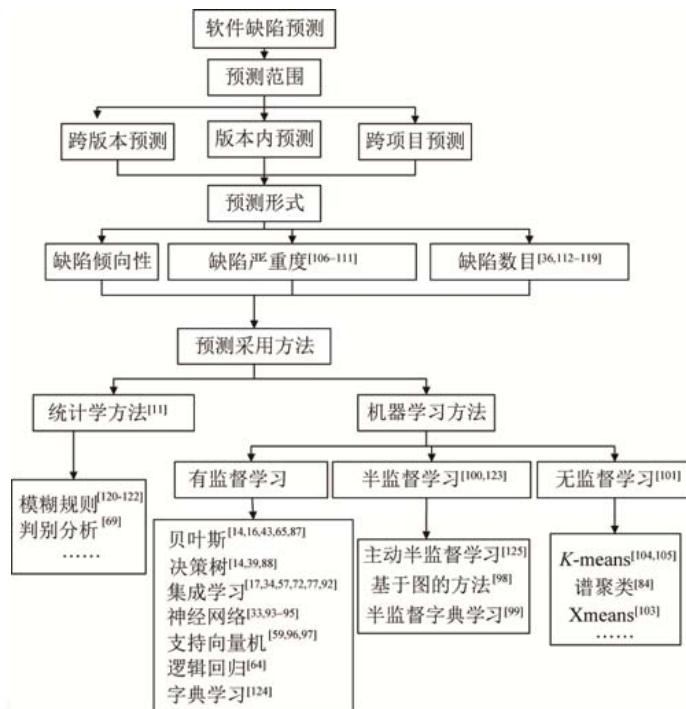 软件缺陷预测
预测范围
跨版本预测
版本内预测
跨项目预测
预测形式
缺陷倾向性
缺陷严重度[106−111]
缺陷数目[36,112−119]
预测采用方法
统计学方法[11]
机器学习方法
有监督学习
半监督学习[100,123]
无监督学习[101]
模糊规则[120-122]
判别分析[69]
……
贝叶斯[14,16,43,65,87]
决策树[14,39,88]
集成学习[17,34,57,72,77,92]
神经网络[33,93−95]
支持向量机[59,96,97]
逻辑回归[64]
字典学习[124]
主动半监督学习[125]
基于图的方法[98]
半监督字典学习[99]
K-means[104,105]
谱聚类[84]
Xmeans[103]
……